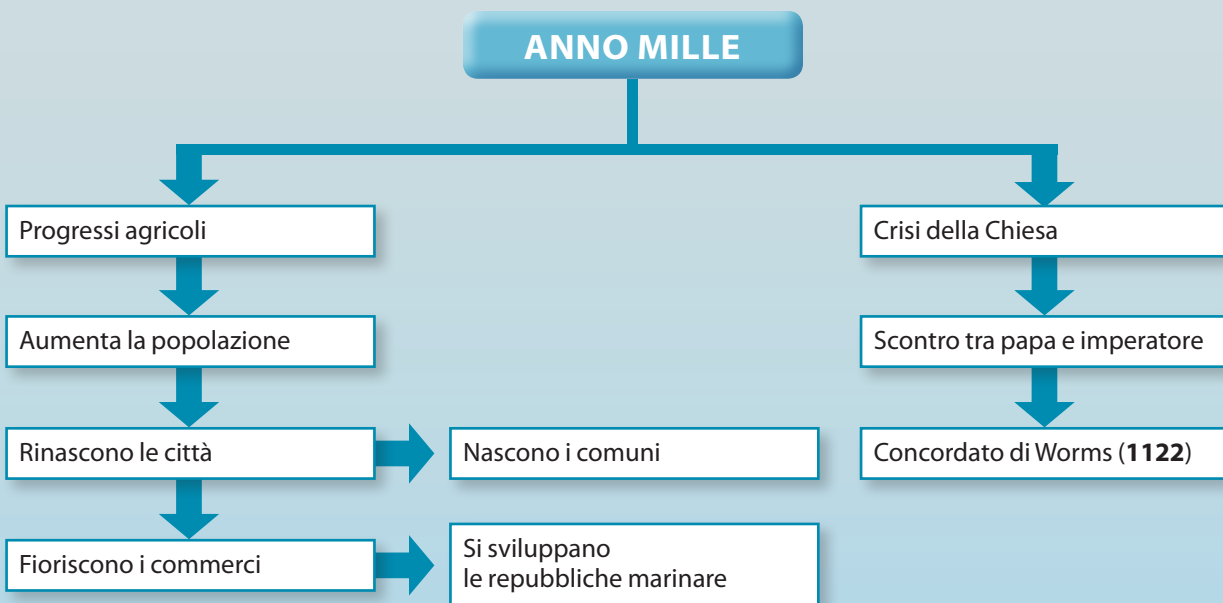 ANNO MILLE
Progressi agricoli
Aumenta la popolazione
Rinascono le città
Nascono i comuni
Fioriscono i commerci
Si sviluppano
le repubbliche marinare
Crisi della Chiesa
Scontro tra papa e imperatore
Concordato di Worms (1122)